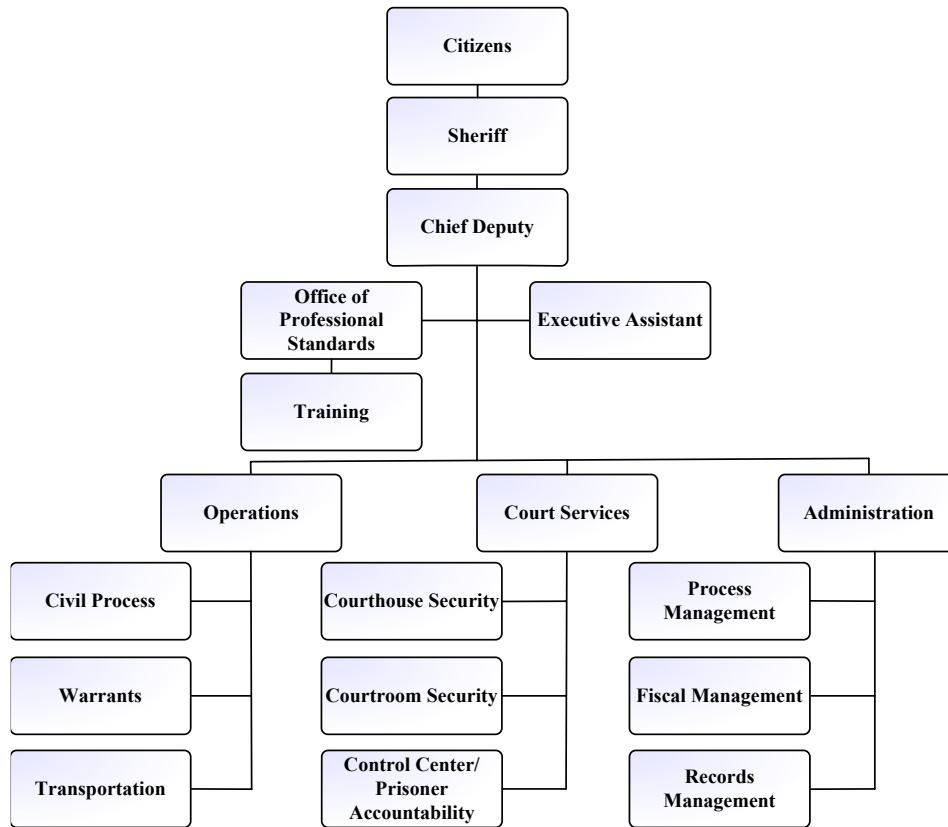 Citizens
Sheriff
Chief Deputy
Office of
Professional
Standards
Executive Assistant
Training
Operations
Court Services
Administration
Civil Process
Courthouse Security
Process
Management
Warrants
Courtroom Security
Fiscal Management
Transportation
Control Center/
Prisoner
Accountability
Records
Management